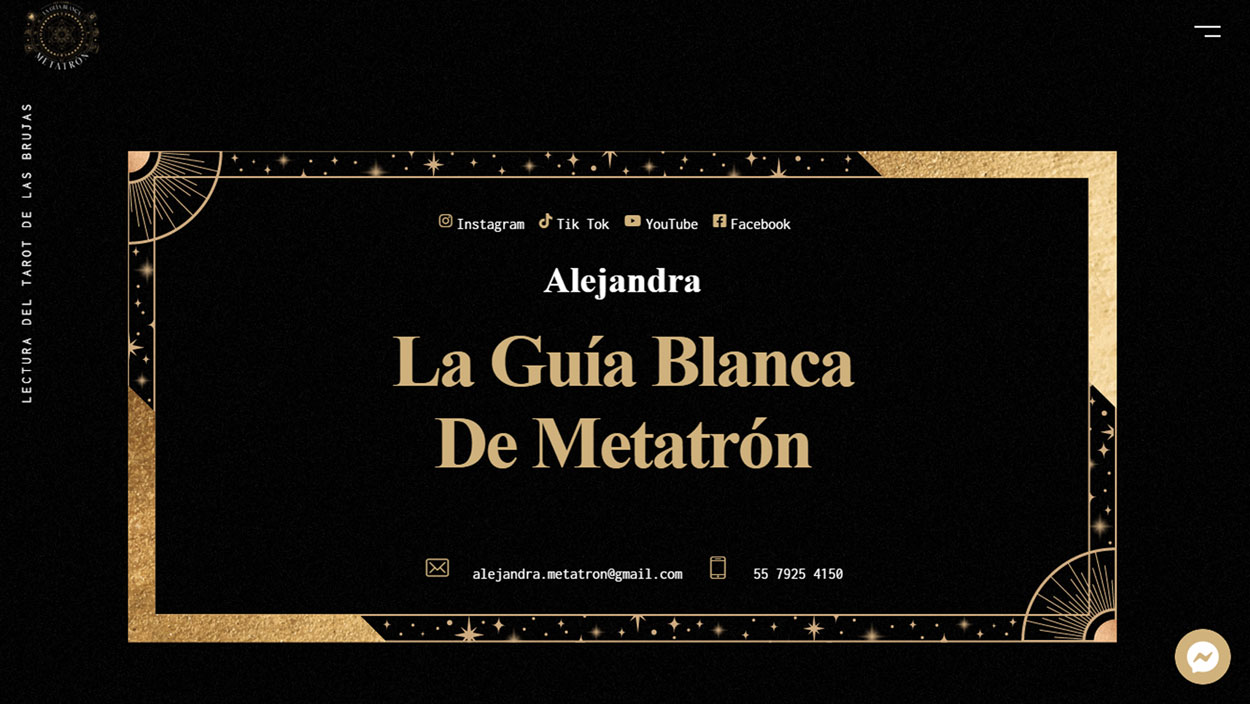 LA GUÍA BLANCA
METATRÓN
LECTURA DEL TAROT DE LAS BRUJAS
Instagram Tik Tok YouTube Facebook
Alejandra
La Guía Blanca
De Metatrón
alejandra.metatron@gmail.com 55 7925 4150